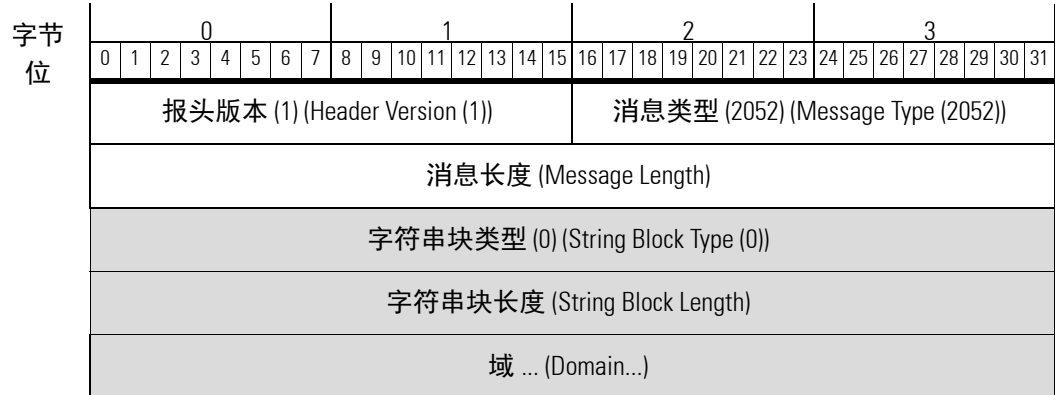 字节 0 1 2 3
位 0 1 2 3 4 5 6 7 8 9 10 11 12 13 14 15 16 17 18 19 20 21 22 23 24 25 26 27 28 29 30 31
报头版本 (1) (Header Version (1)) 消息类型 (2052) (Message Type (2052))
消息长度 (Message Length)
字符串块类型 (0) (String Block Type (0))
字符串块长度 (String Block Length)
域 ... (Domain...)